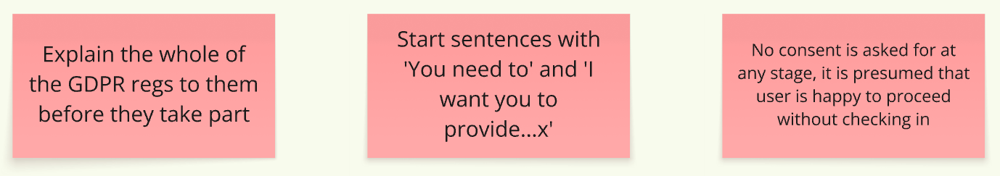 Explain the whole of
the GDPR regs to them
before they take part
Start sentences with
'You need to' and 'I
want you to
provide...x'
No consent is asked for at
any stage, it is presumed that
user is happy to proceed
without checking in